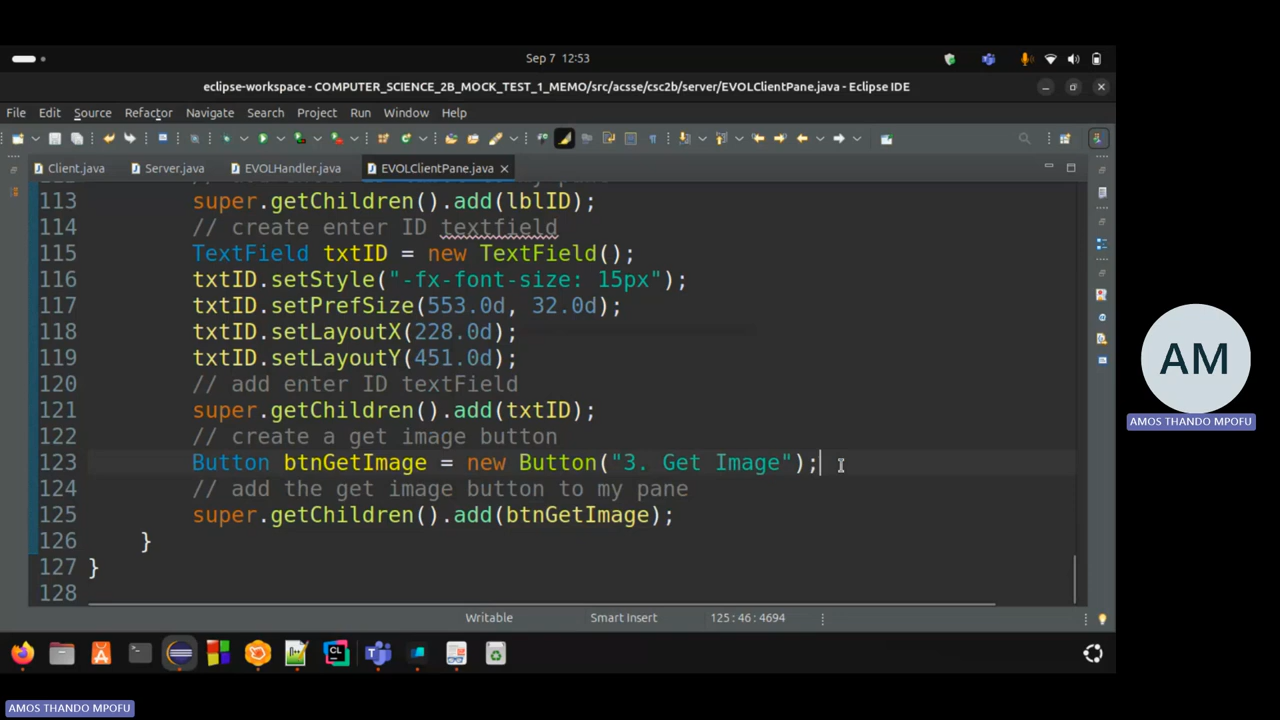 Sep 7 12:53
eclipse-workspace - COMPUTER_SCIENCE_2B_MOCK_TEST_1_MEMO/src/acsse/csc2b/server/EVOLClientPane.java - Eclipse IDE
File Edit Source Refactor Navigate Search Project Run Window Help
Client.java Server.java EVOLHandler.java EVOLClientPane.java
113 super.getChildren().add(lblID);
114 // create enter ID textfield
115 TextField txtID = new TextField();
116 txtID.setStyle("-fx-font-size: 15px");
117 txtID.setPrefSize(553.0d, 32.0d);
118 txtID.setLayoutX(228.0d);
119 txtID.setLayoutY(451.0d);
120 // add enter ID textField
121 super.getChildren().add(txtID);
122 // create a get image button
123 Button btnGetImage = new Button("3. Get Image");
124 // add the get image button to my pane
125 super.getChildren().add(btnGetImage);
126 }
127 }
128
Writable Smart Insert 125:46:4694
AM
AMOS THANDO MPOFU
AMOS THANDO MPOFU